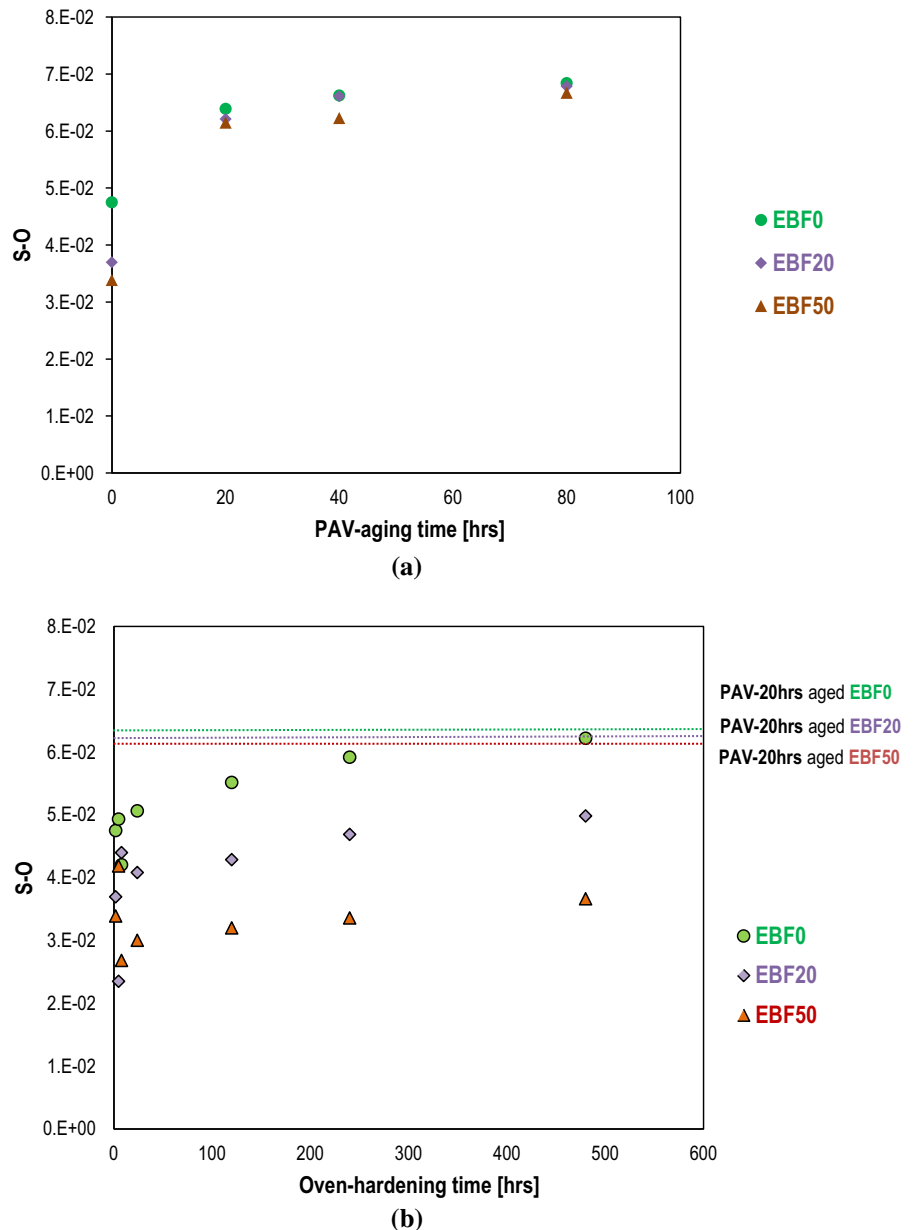 8.E-02
7.E-02
6.E-02
5.E-02
4.E-02
3.E-02
2.E-02
1.E-02
0.E+00
S-O
0 20 40 60 80 100
PAV-aging time [hrs]
EBF0
EBF20
EBF50
(a)
8.E-02
7.E-02
6.E-02
5.E-02
4.E-02
3.E-02
2.E-02
1.E-02
0.E+00
S-O
0 100 200 300 400 500 600
Oven-hardening time [hrs]
PAV-20hrs aged EBF0
PAV-20hrs aged EBF20
PAV-20hrs aged EBF50
EBF0
EBF20
EBF50
(b)